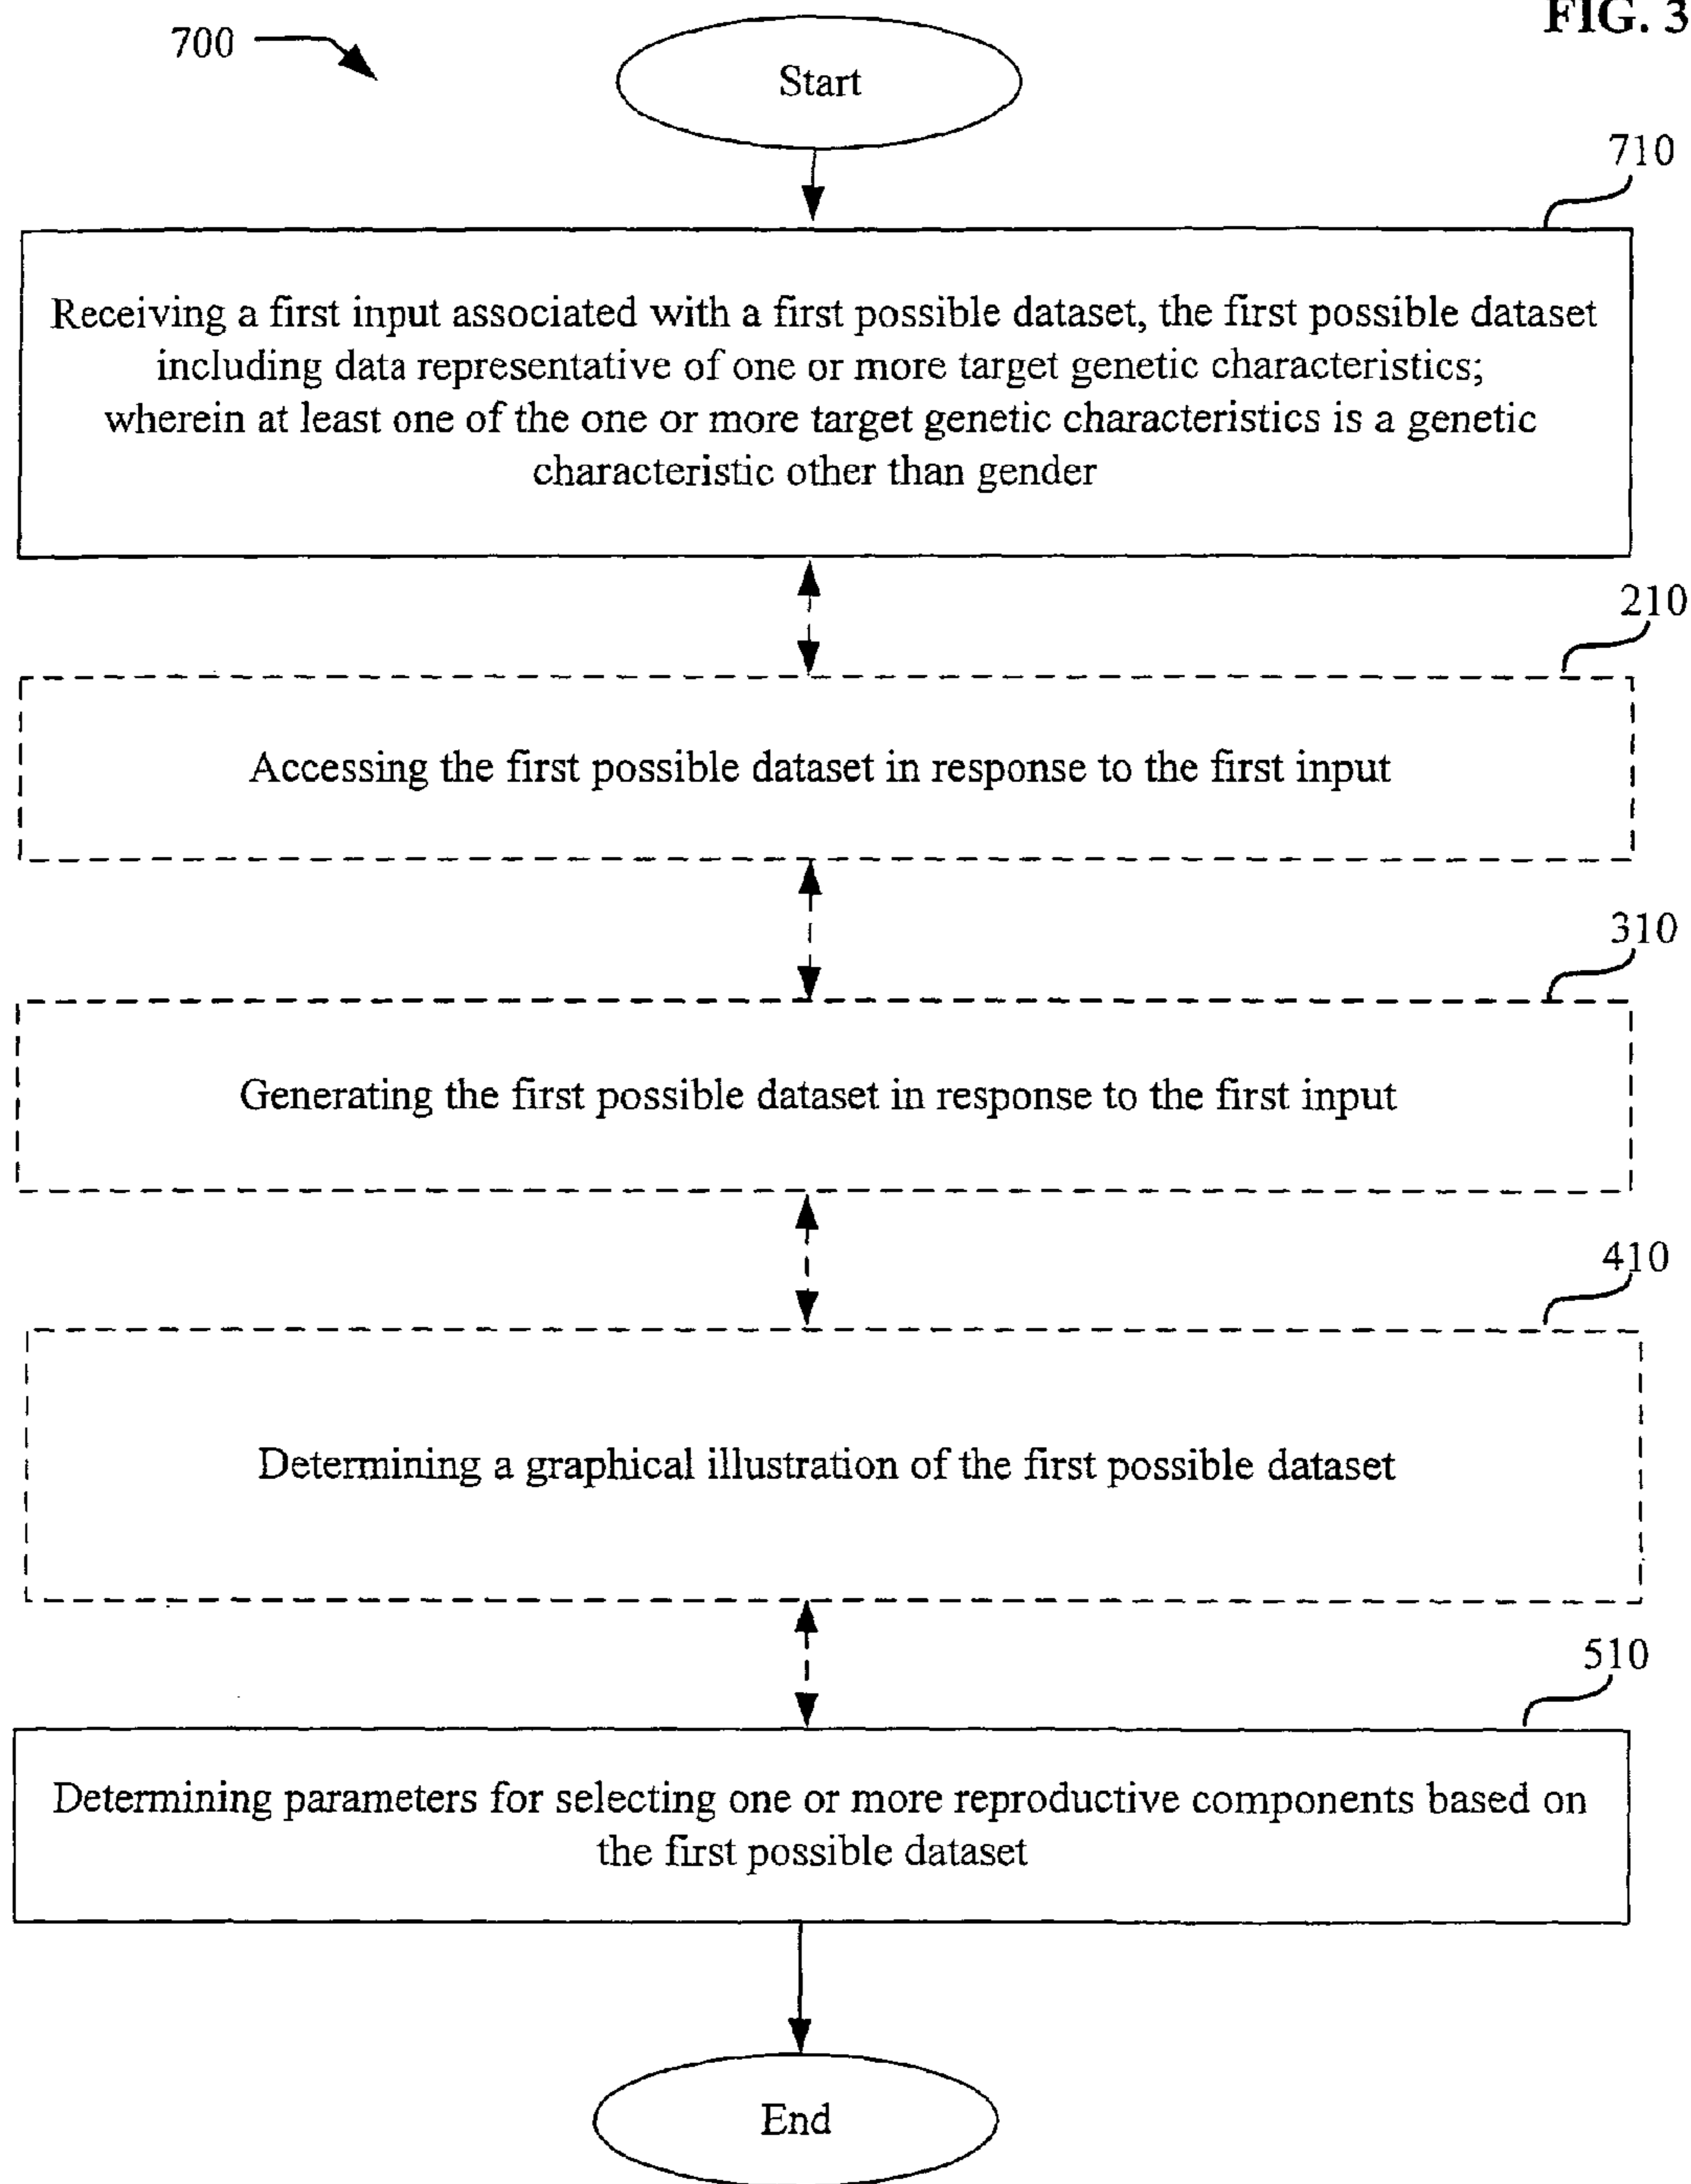 FIG. 3
700
Start
710
Receiving a first input associated with a first possible dataset, the first possible dataset
including data representative of one or more target genetic characteristics;
wherein at least one of the one or more target genetic characteristics is a genetic
characteristic other than gender
210
Accessing the first possible dataset in response to the first input
310
Generating the first possible dataset in response to the first input
410
Determining a graphical illustration of the first possible dataset
510
Determining parameters for selecting one or more reproductive components based on
the first possible dataset
End